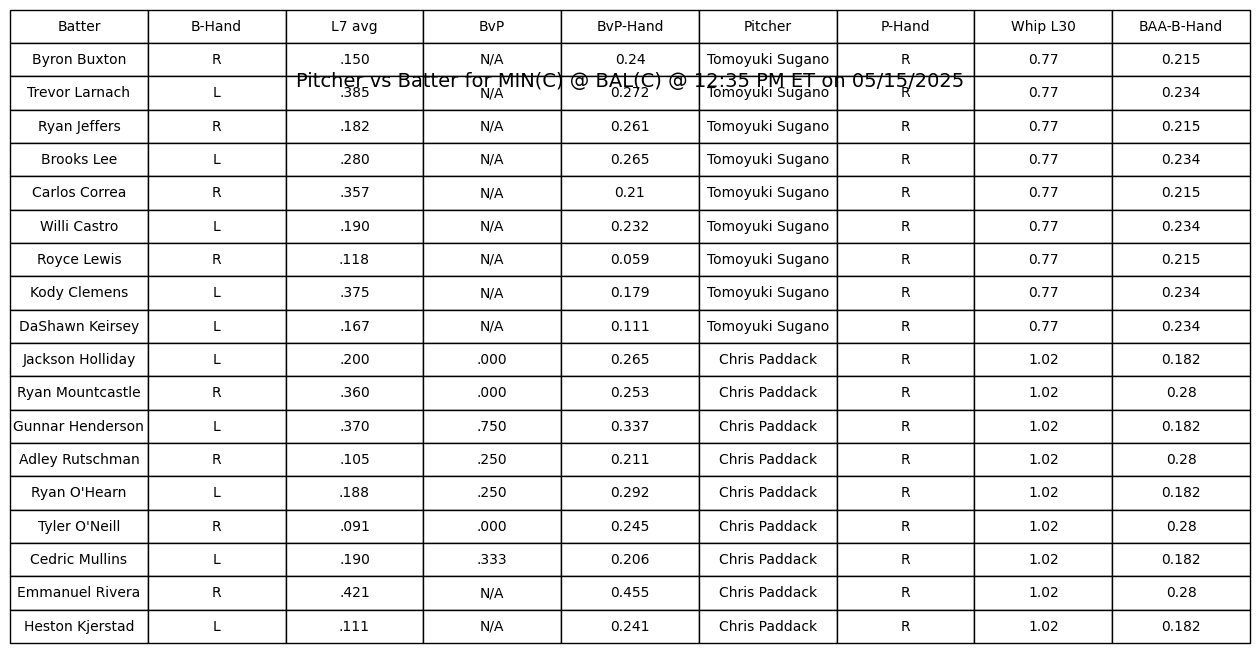 Batter B-Hand L7 avg BvP BvP-Hand Pitcher P-Hand Whip L30 BAA-B-Hand
Byron Buxton R .150 N/A 0.24 Tomoyuki Sugano R 0.77 0.215
Pitcher vs Batter for MIN(C) @ BAL(C) @ 12:35 PM ET on 05/15/2025
Trevor Larnach L .385 N/A 0.272 Tomoyuki Sugano R 0.77 0.234
Ryan Jeffers R .182 N/A 0.261 Tomoyuki Sugano R 0.77 0.215
Brooks Lee L .280 N/A 0.265 Tomoyuki Sugano R 0.77 0.234
Carlos Correa R .357 N/A 0.21 Tomoyuki Sugano R 0.77 0.215
Willi Castro L .190 N/A 0.232 Tomoyuki Sugano R 0.77 0.234
Royce Lewis R .118 N/A 0.059 Tomoyuki Sugano R 0.77 0.215
Kody Clemens L .375 N/A 0.179 Tomoyuki Sugano R 0.77 0.234
DaShawn Keirsey L .167 N/A 0.111 Tomoyuki Sugano R 0.77 0.234
Jackson Holliday L .200 .000 0.265 Chris Paddack R 1.02 0.182
Ryan Mountcastle R .360 .000 0.253 Chris Paddack R 1.02 0.28
Gunnar Henderson L .370 .750 0.337 Chris Paddack R 1.02 0.182
Adley Rutschman R .105 .250 0.211 Chris Paddack R 1.02 0.28
Ryan O'Hearn L .188 .250 0.292 Chris Paddack R 1.02 0.182
Tyler O'Neill R .091 .000 0.245 Chris Paddack R 1.02 0.28
Cedric Mullins L .190 .333 0.206 Chris Paddack R 1.02 0.182
Emmanuel Rivera R .421 N/A 0.455 Chris Paddack R 1.02 0.28
Heston Kjerstad L .111 N/A 0.241 Chris Paddack R 1.02 0.182